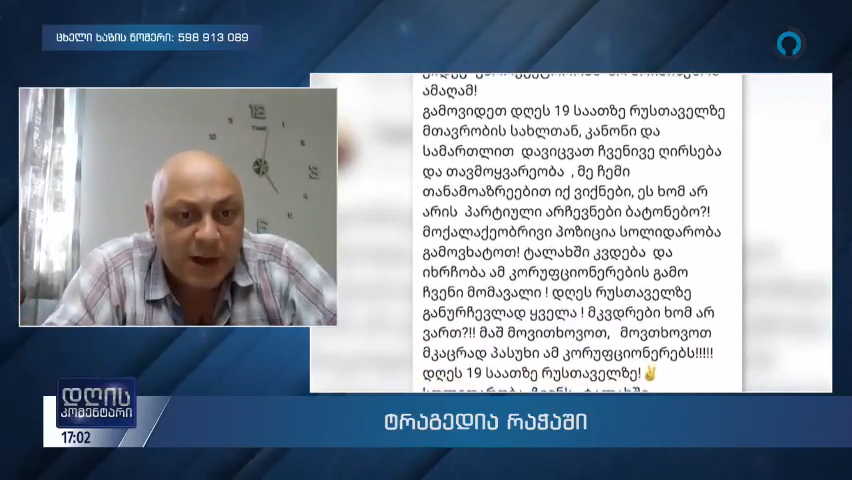 ცხელი ხაზის ნომერი: 598 913 089
ამაღამ!
გამოვიდეთ დღეს 19 საათზე რუსთაველზე
მთავრობის სახლთან, კანონი და
სამართლით დავიცვათ ჩვენივე ღირსება
და თავმოყვარეობა , მე ჩემი
თანამოაზრეებით იქ ვიქნები, ეს ხომ არ
არის პარტიული არჩევნები ბატონებო?!
მოქალაქეობრივი პოზიცია სოლიდარობა
გამოვხატოთ! ტალახში კვდება და
იხრჩობა ამ კორუფციონერების გამო
ჩვენი მომავალი ! დღეს რუსთაველზე
განურჩევლად ყველა ! მკვდრები ხომ არ
ვართ?!! მაშ მოვითხოვოთ, მოვთხოვოთ
მკაცრად პასუხი ამ კორუფციონერებს!!!!!
დღეს 19 საათზე რუსთაველზე!✌
დღის
კომენტარი
17:02
ტრაგედია რაჭაში